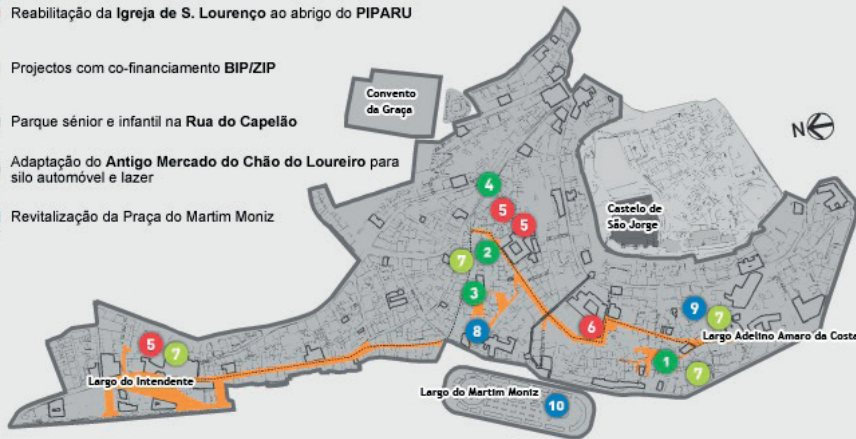 Reabilitação da Igreja de S. Lourenço ao abrigo do PIPARU
Projectos com co-financiamento BIP/ZIP
Parque sénior e infantil na Rua do Capelão
Adaptação do Antigo Mercado do Chão do Loureiro para
silo automóvel e lazer
Revitalização da Praça do Martim Moniz
Convento
da Graça
N
4
5
5
Castelo de
São Jorge
2
7
3
8
6
9
7
Largo Adelino Amaro da Costa
5
7
1
7
Largo do Intendente
Largo do Martim Moniz
10